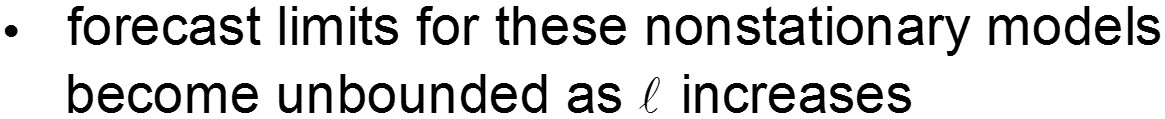 • forecast limits for these nonstationary models
become unbounded as ℓ increases